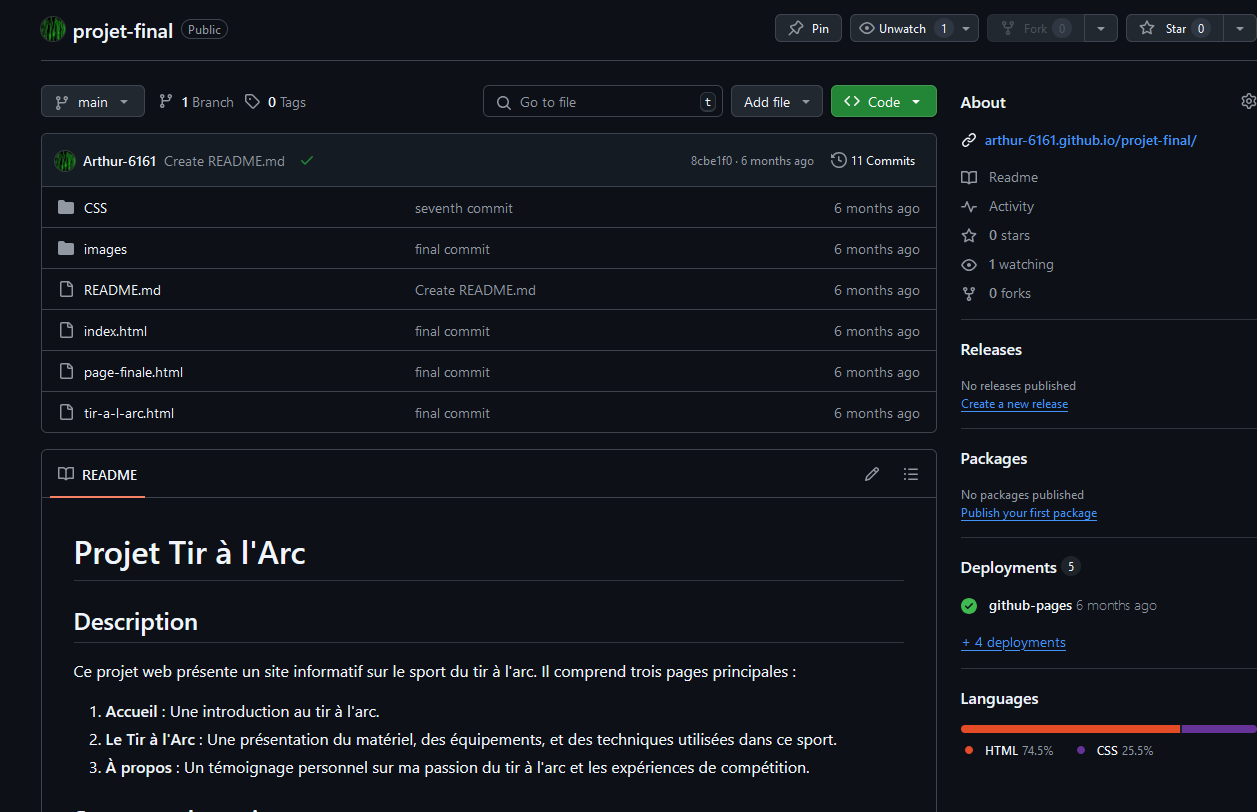 projet-final Public
Pin
Unwatch 1
Fork 0
Star 0
main
1 Branch
0 Tags
Go to file t
Add file
Code
Arthur-6161 Create README.md
8cbe1f0 · 6 months ago
11 Commits
CSS seventh commit 6 months ago
images final commit 6 months ago
README.md Create README.md 6 months ago
index.html final commit 6 months ago
page-finale.html final commit 6 months ago
tir-a-l-arc.html final commit 6 months ago
README
Projet Tir à l'Arc
Description
Ce projet web présente un site informatif sur le sport du tir à l'arc. Il comprend trois pages principales :
1. Accueil : Une introduction au tir à l'arc.
2. Le Tir à l'Arc : Une présentation du matériel, des équipements, et des techniques utilisées dans ce sport.
3. À propos : Un témoignage personnel sur ma passion du tir à l'arc et les expériences de compétition.
About
arthur-6161.github.io/projet-final/
Readme
Activity
0 stars
1 watching
0 forks
Releases
No releases published
Create a new release
Packages
No packages published
Publish your first package
Deployments 5
github-pages 6 months ago
+ 4 deployments
Languages
HTML 74.5% CSS 25.5%